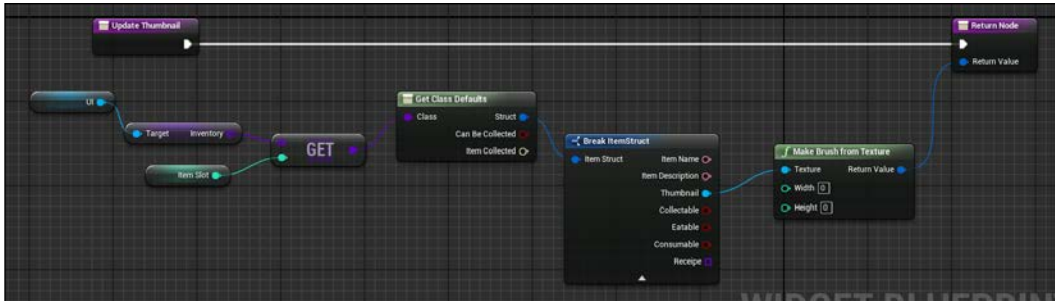 Update Thumbnail
Return Node
Return Value
UI
Get Class Defaults
Class
Struct
Can Be Collected
Item Collected
Target
Inventory
GET
Item Slot
Break ItemStruct
Item Struct
Item Name
Item Description
Thumbnail
Collectable
Eatable
Consumable
Receipe
Make Brush from Texture
Texture
Return Value
Width 0
Height 0
WIDGET BLUEPRIN